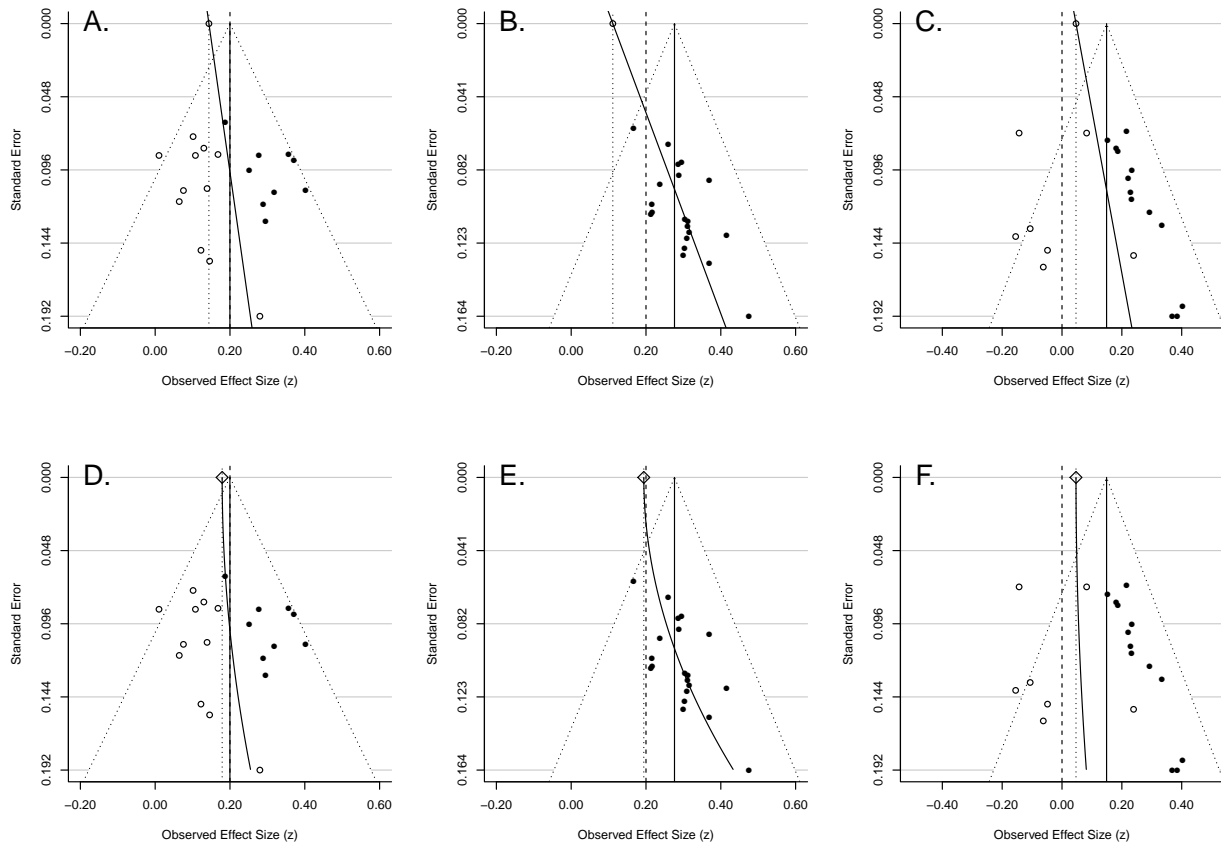 A.
0.000
0.048
0.096
0.144
0.192
Standard Error
−0.20 0.00 0.20 0.40 0.60
Observed Effect Size (z)
B.
0.000
0.041
0.082
0.123
0.164
Standard Error
−0.20 0.00 0.20 0.40 0.60
Observed Effect Size (z)
C.
0.000
0.048
0.096
0.144
0.192
Standard Error
−0.40 −0.20 0.00 0.20 0.40
Observed Effect Size (z)
D.
0.000
0.048
0.096
0.144
0.192
Standard Error
−0.20 0.00 0.20 0.40 0.60
Observed Effect Size (z)
E.
0.000
0.041
0.082
0.123
0.164
Standard Error
−0.20 0.00 0.20 0.40 0.60
Observed Effect Size (z)
F.
0.000
0.048
0.096
0.144
0.192
Standard Error
−0.40 −0.20 0.00 0.20 0.40
Observed Effect Size (z)